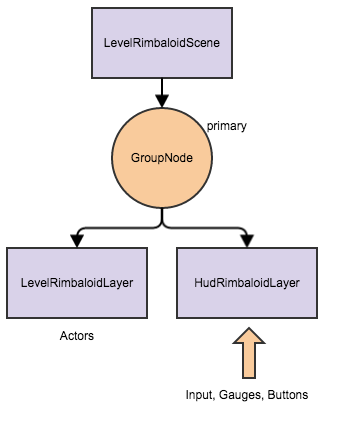 LevelRimbaloidScene
primary
GroupNode
LevelRimbaloidLayer
HudRimbaloidLayer
Actors
Input, Gauges, Buttons